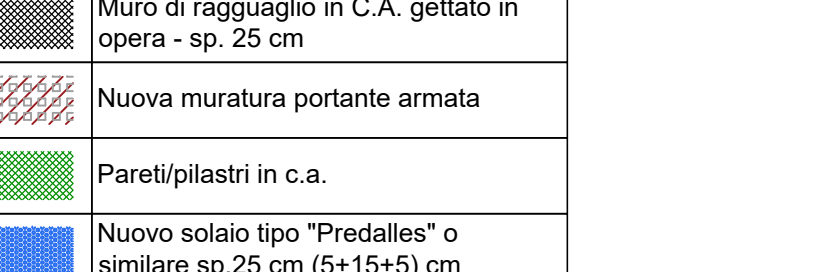 Muro di ragguaglio in C.A. gettato in
opera - sp. 25 cm
Nuova muratura portante armata
Pareti/pilastri in c.a.
Nuovo solaio tipo "Predalles" o
similare sp.25 cm (5+15+5) cm